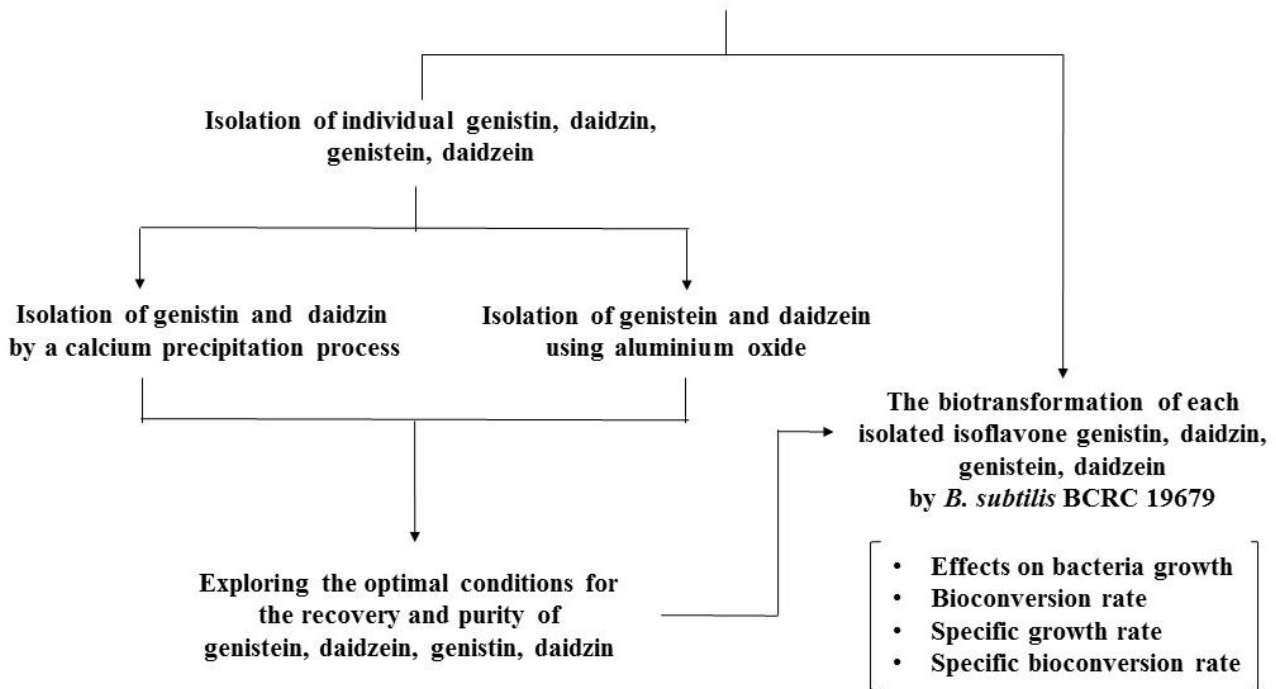 Isolation of individual genistin, daidzin,
genistein, daidzein
Isolation of genistin and daidzin
by a calcium precipitation process
Isolation of genistein and daidzein
using aluminium oxide
Exploring the optimal conditions for
the recovery and purity of
genistein, daidzein, genistin, daidzin
The biotransformation of each
isolated isoflavone genistin, daidzin,
genistein, daidzein
by B. subtilis BCRC 19679
• Effects on bacteria growth
• Bioconversion rate
• Specific growth rate
• Specific bioconversion rate